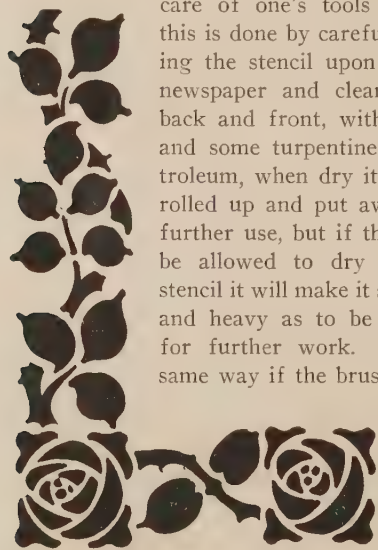 care of one's tools
this is done by careful
ing the stencil upon
newspaper and clean
back and front, with
and some turpentine
troleum, when dry it
rolled up and put aw
further use, but if th
be allowed to dry
stencil it will make it s
and heavy as to be
for further work.
same way if the brus